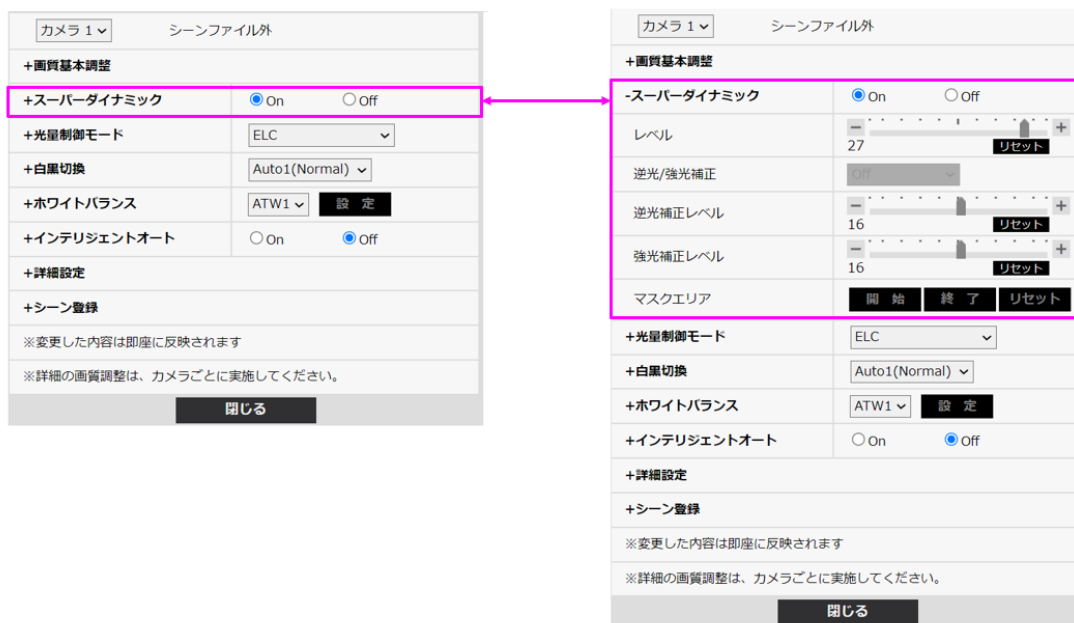 カメラ 1 シーンファイル外
+画質基本調整
+スーパーダイナミック On Off
+光量制御モード ELC
+白黒切換 Auto1(Normal)
+ホワイトバランス ATW1 設 定
+インテリジェントオート On Off
+詳細設定
+シーン登録
※変更した内容は即座に反映されます
※詳細の画質調整は、カメラごとに実施してください。
閉じる
カメラ 1 シーンファイル外
+画質基本調整
-スーパーダイナミック On Off
レベル
27 リセット
逆光/強光補正 Off
逆光補正レベル
16 リセット
強光補正レベル
16 リセット
マスクエリア 開 始 終 了 リセット
+光量制御モード ELC
+白黒切換 Auto1(Normal)
+ホワイトバランス ATW1 設 定
+インテリジェントオート On Off
+詳細設定
+シーン登録
※変更した内容は即座に反映されます
※詳細の画質調整は、カメラごとに実施してください。
閉じる